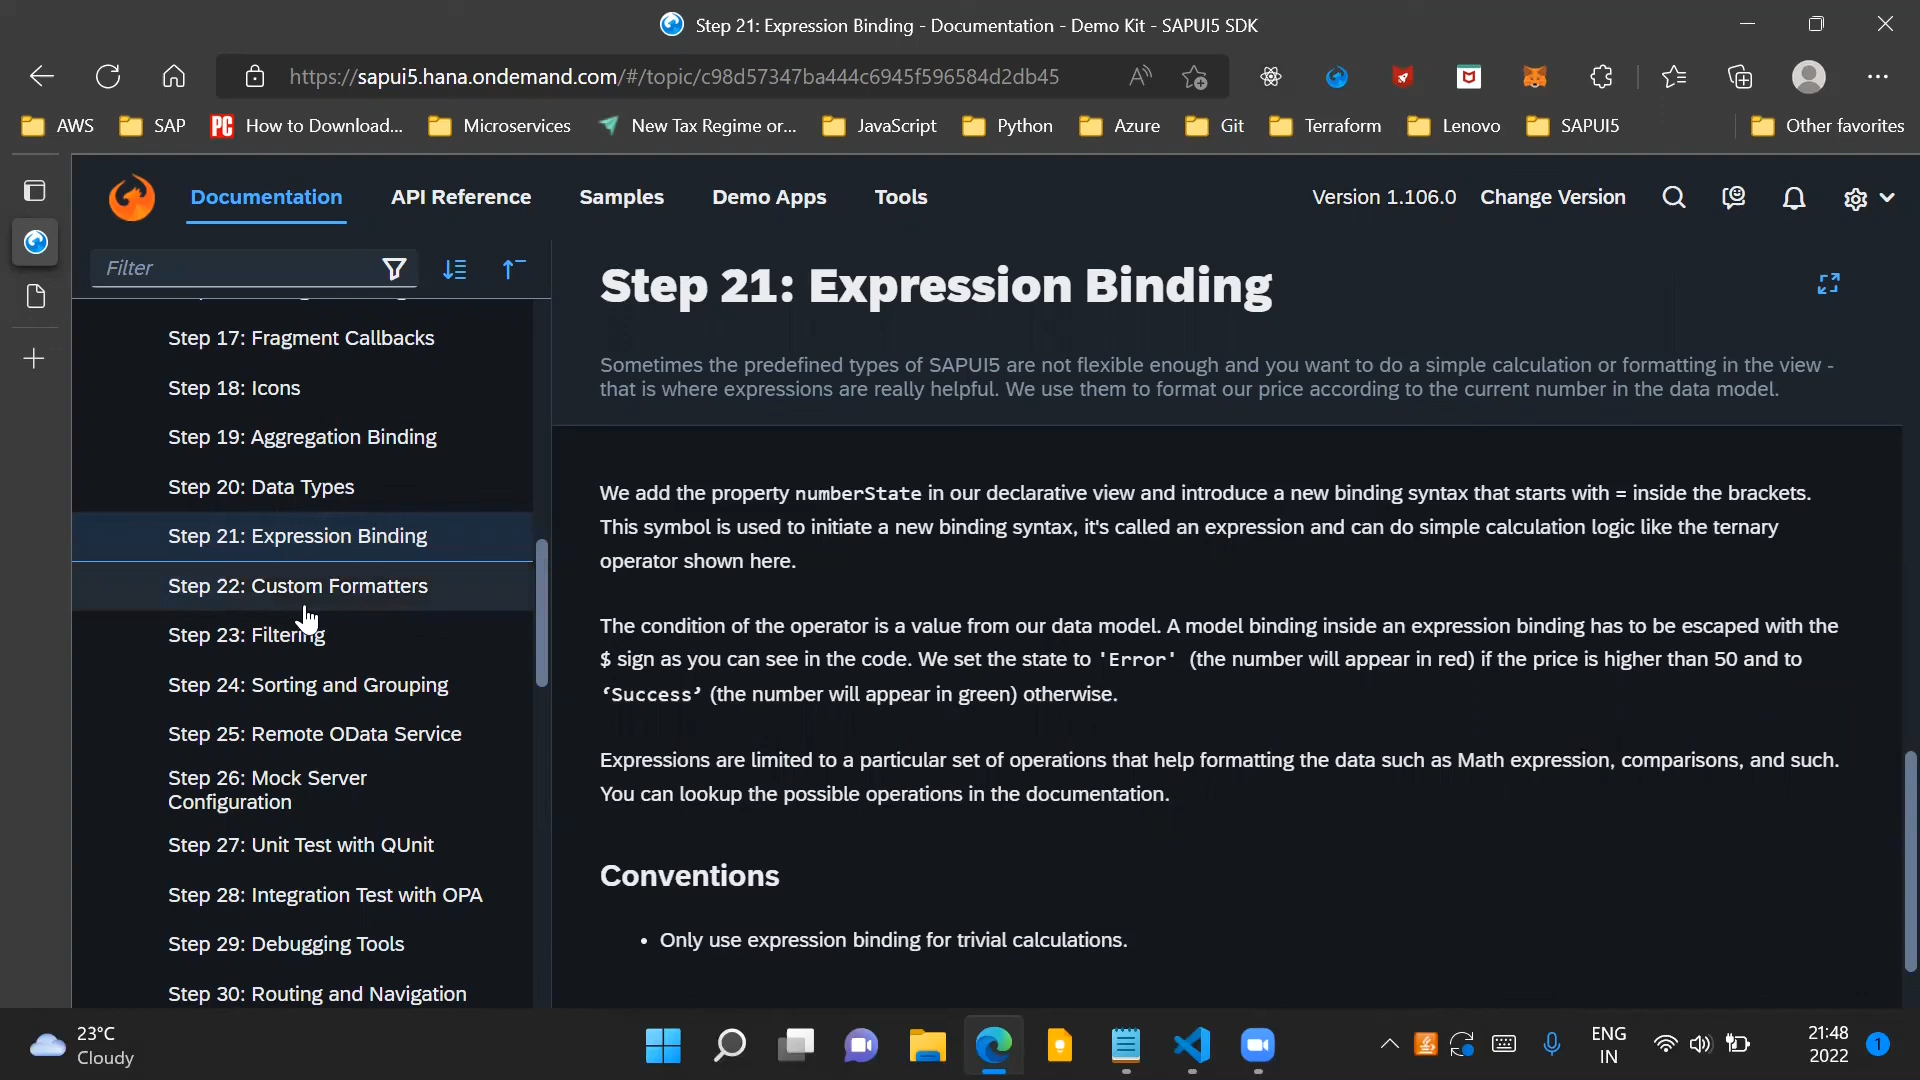 Step 21: Expression Binding - Documentation - Demo Kit - SAPUI5 SDK
https://sapui5.hana.ondemand.com/#/topic/c98d57347ba444c6945f596584d2db45
AWS SAP PC How to Download... Microservices New Tax Regime or... JavaScript Python Azure Git Terraform Lenovo SAPUI5 Other favorites
Documentation API Reference Samples Demo Apps Tools Version 1.106.0 Change Version
Filter
Step 17: Fragment Callbacks
Step 18: Icons
Step 19: Aggregation Binding
Step 20: Data Types
Step 21: Expression Binding
Step 22: Custom Formatters
Step 23: Filtering
Step 24: Sorting and Grouping
Step 25: Remote OData Service
Step 26: Mock Server
Configuration
Step 27: Unit Test with QUnit
Step 28: Integration Test with OPA
Step 29: Debugging Tools
Step 30: Routing and Navigation
Step 21: Expression Binding
Sometimes the predefined types of SAPUI5 are not flexible enough and you want to do a simple calculation or formatting in the view -
that is where expressions are really helpful. We use them to format our price according to the current number in the data model.
We add the property numberState in our declarative view and introduce a new binding syntax that starts with = inside the brackets.
This symbol is used to initiate a new binding syntax, it's called an expression and can do simple calculation logic like the ternary
operator shown here.
The condition of the operator is a value from our data model. A model binding inside an expression binding has to be escaped with the
$ sign as you can see in the code. We set the state to 'Error' (the number will appear in red) if the price is higher than 50 and to
‘Success’ (the number will appear in green) otherwise.
Expressions are limited to a particular set of operations that help formatting the data such as Math expression, comparisons, and such.
You can lookup the possible operations in the documentation.
Conventions
• Only use expression binding for trivial calculations.
23°C
Cloudy
ENG
IN
21:48
2022
1